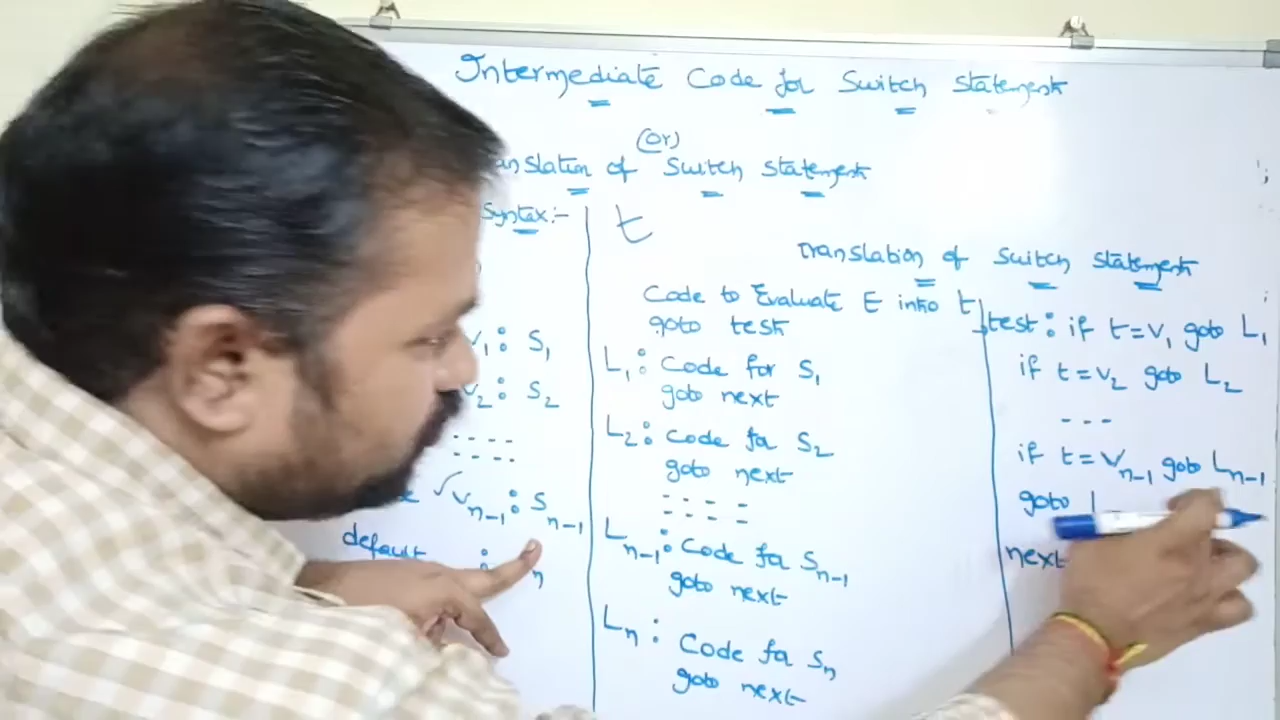 Intermediate Code for Switch Statement
(or)
of Switch Statement
Syntax:-
V1 : S1
V2 : S2
- - - -
- - - -
✓Vn-1 : Sn-1
default :
n
t
Translation of Switch Statement
Code to Evaluate E into t
goto test
L1 : Code for S1
goto next
L2 : Code for S2
goto next
- - - -
- - - -
Ln-1 : Code for Sn-1
goto next
Ln : Code for Sn
goto next
test : if t=V1 goto L1
if t=V2 goto L2
- - -
if t=Vn-1 goto Ln-1
goto L
next